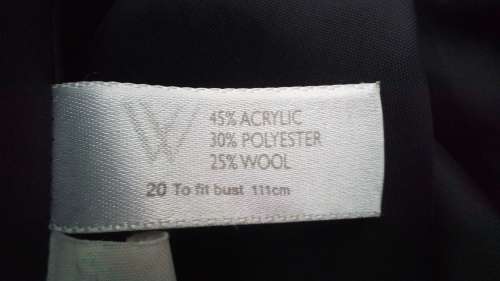 W
45% ACRYLIC
30% POLYESTER
25% WOOL
20 To fit bust 111cm